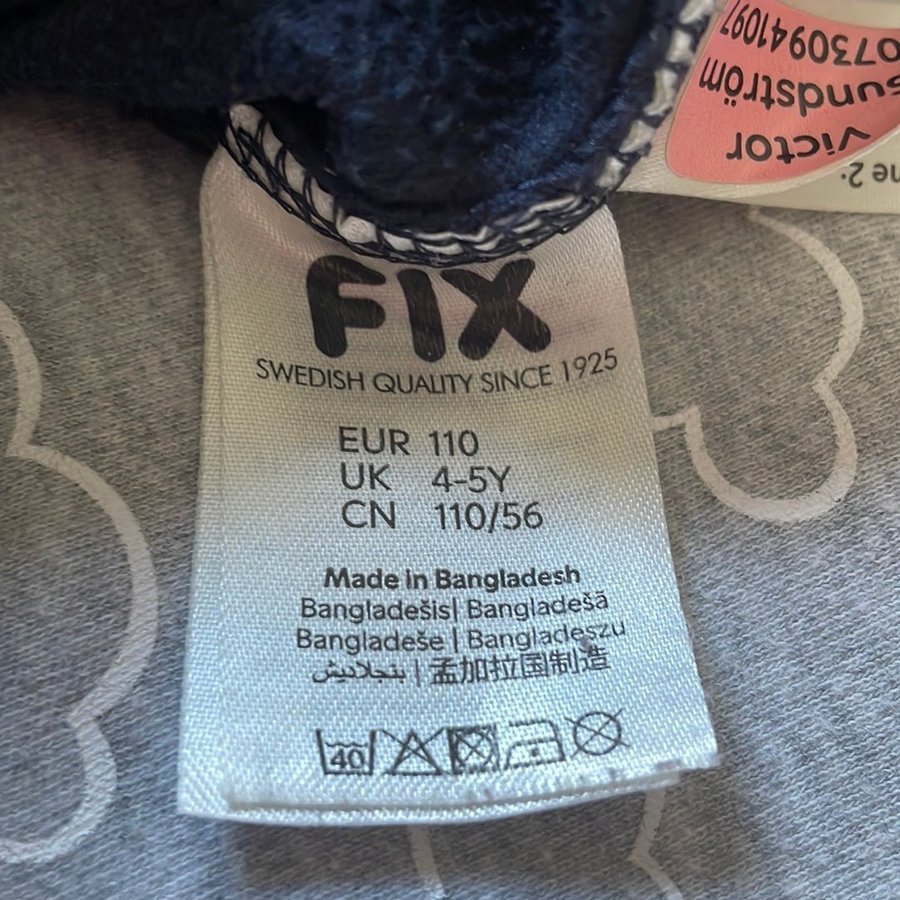 FIX
SWEDISH QUALITY SINCE 1925
EUR 110
UK 4-5Y
CN 110/56
Made in Bangladesh
Bangladešis| Bangladešā
Bangladeše | Bangladeszu
بنجلاديش | 孟加拉国制造
40
Victor
Sundström
0730941097
2.